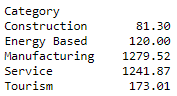 Category
Construction 81.30
Energy Based 120.00
Manufacturing 1279.52
Service 1241.87
Tourism 173.01